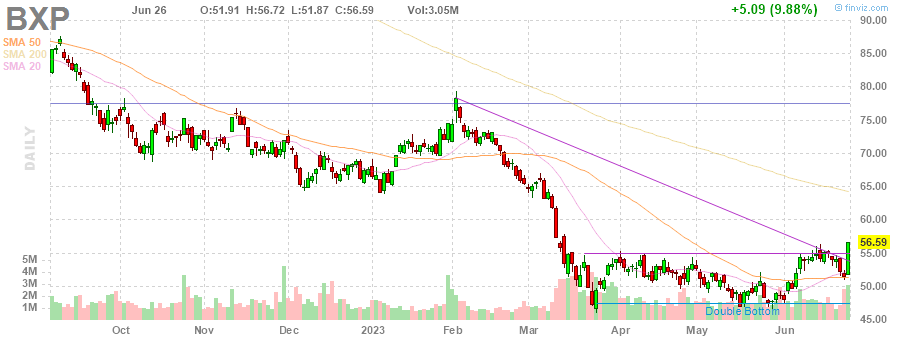 BXP Jun 26 O:51.91 H:56.72 L:51.87 C:56.59 Vol:3.05M +5.09 (9.88%) © finviz.com
SMA 50
SMA 200
SMA 20
DAILY
90.00
85.00
80.00
75.00
70.00
65.00
60.00
56.59
55.00
50.00
45.00
5M
4M
3M
2M
1M
Double Bottom
Oct Nov Dec 2023 Feb Mar Apr May Jun